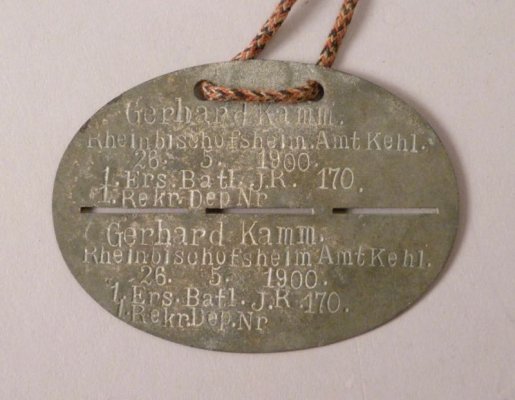 Gerhard Kamm.
Rheinbischofsheim. Amt Kehl.
26. 5. 1900.
1. Ers. Batl. J.R. 170.
1. Rekr. Dep. Nr
Gerhard Kamm.
Rheinbischofsheim Amt Kehl.
26. 5. 1900.
1. Ers. Batl. J.R 170.
1. Rekr. Dep. Nr